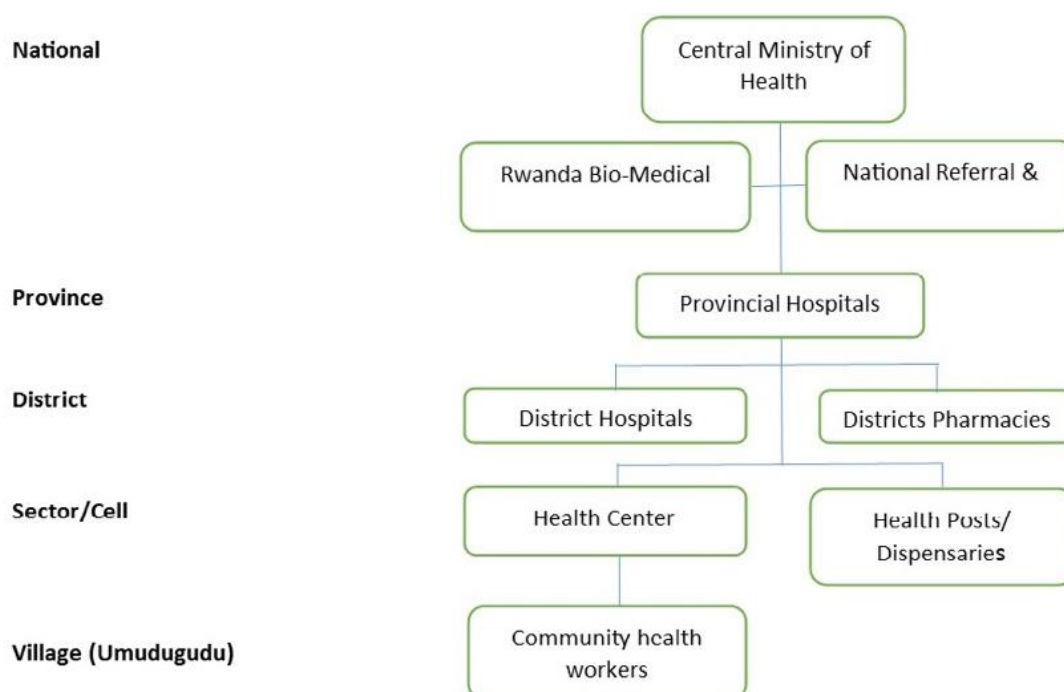 National
Central Ministry of
Health
Rwanda Bio-Medical
National Referral &
Province
Provincial Hospitals
District
District Hospitals
Districts Pharmacies
Sector/Cell
Health Center
Health Posts/
Dispensaries
Village (Umudugudu)
Community health
workers